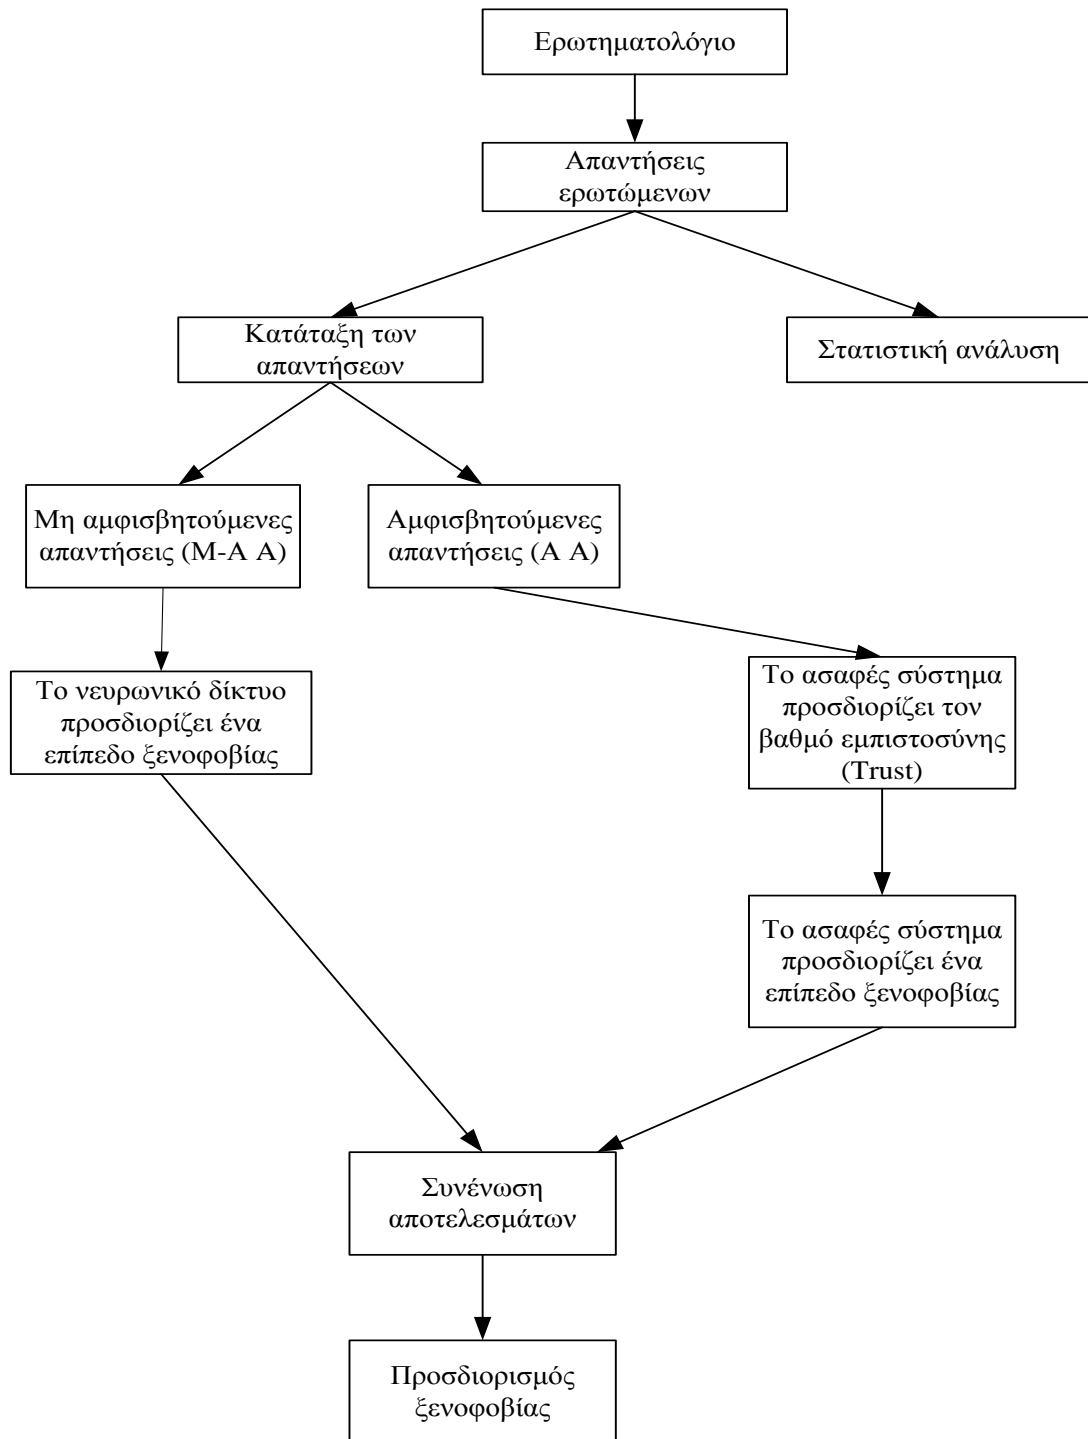 Ερωτηματολόγιο
Απαντήσεις
ερωτώμενων
Κατάταξη των
απαντήσεων
Στατιστική ανάλυση
Μη αμφισβητούμενες
απαντήσεις (Μ-Α Α)
Αμφισβητούμενες
απαντήσεις (Α Α)
Το νευρωνικό δίκτυο
προσδιορίζει ένα
επίπεδο ξενοφοβίας
Το ασαφές σύστημα
προσδιορίζει τον
βαθμό εμπιστοσύνης
(Trust)
Το ασαφές σύστημα
προσδιορίζει ένα
επίπεδο ξενοφοβίας
Συνένωση
αποτελεσμάτων
Προσδιορισμός
ξενοφοβίας